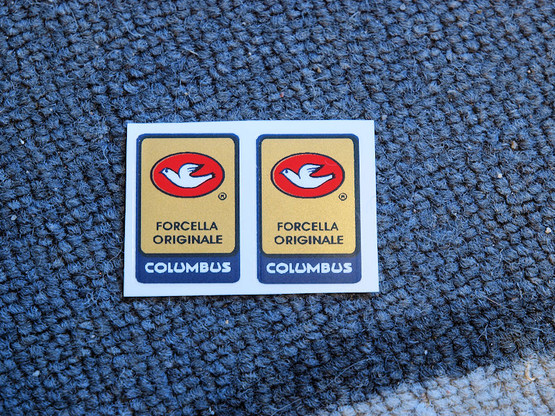 ®
FORCELLA
ORIGINALE
COLUMBUS
®
FORCELLA
ORIGINALE
COLUMBUS